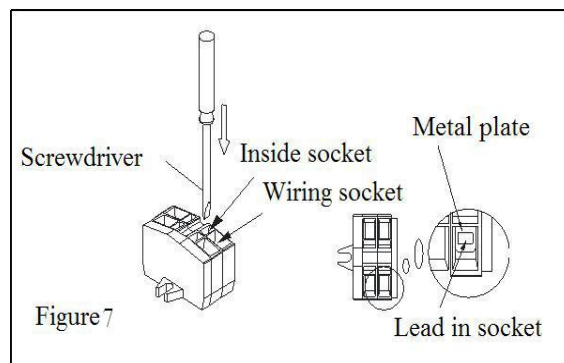 Metal plate
Inside socket
Screwdriver
Wiring socket
Figure 7
Lead in socket